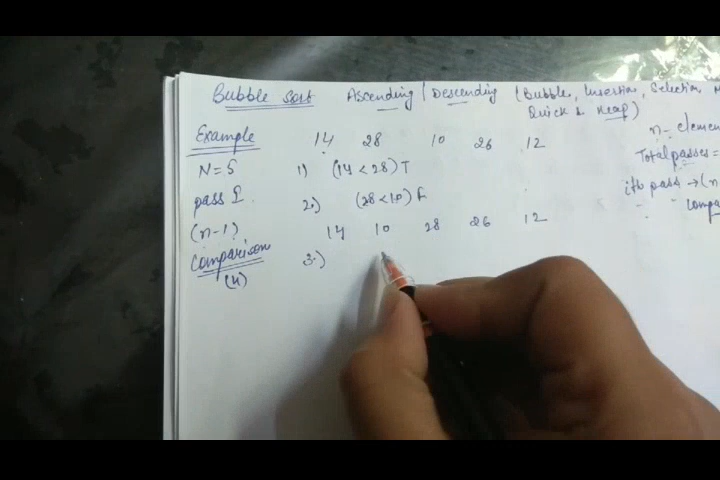 Bubble Sort Ascending / Descending (Bubble, Insertion, Selection,
Quick & Heap)
Example 14 28 10 26 12
n- elemen
N=5 1) (14 < 28) T
Total passes =
pass 1 2) (28 < 10) F
ith pass → (n
(n-1) 14 10 28 26 12
compa
Comparison 3.)
(4)